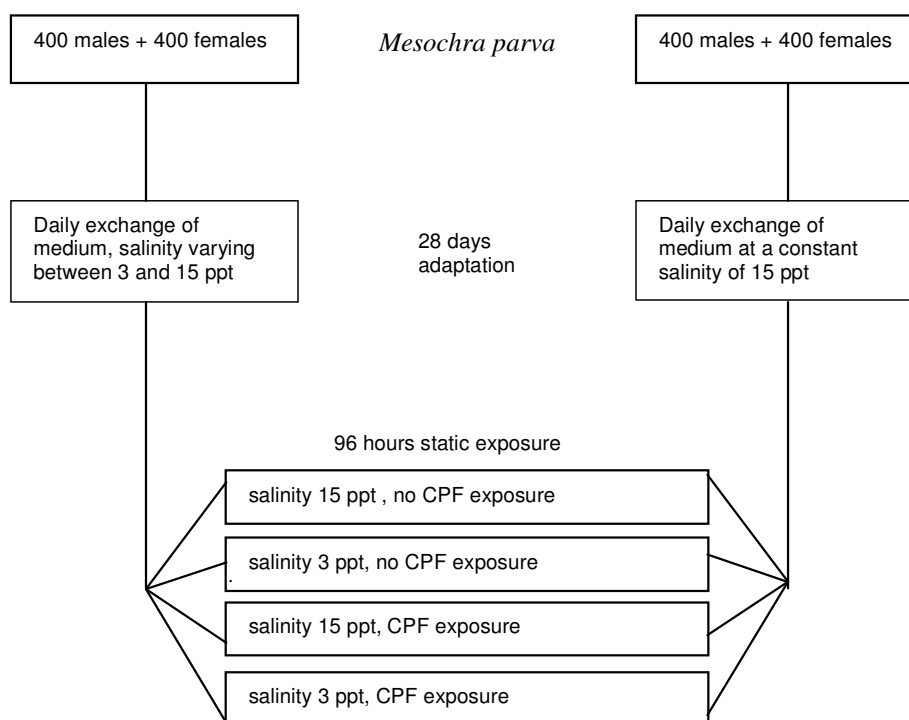 400 males + 400 females
Mesochra parva
400 males + 400 females
Daily exchange of
medium, salinity varying
between 3 and 15 ppt
28 days
adaptation
Daily exchange of
medium at a constant
salinity of 15 ppt
96 hours static exposure
salinity 15 ppt , no CPF exposure
salinity 3 ppt, no CPF exposure
.
salinity 15 ppt, CPF exposure
salinity 3 ppt, CPF exposure